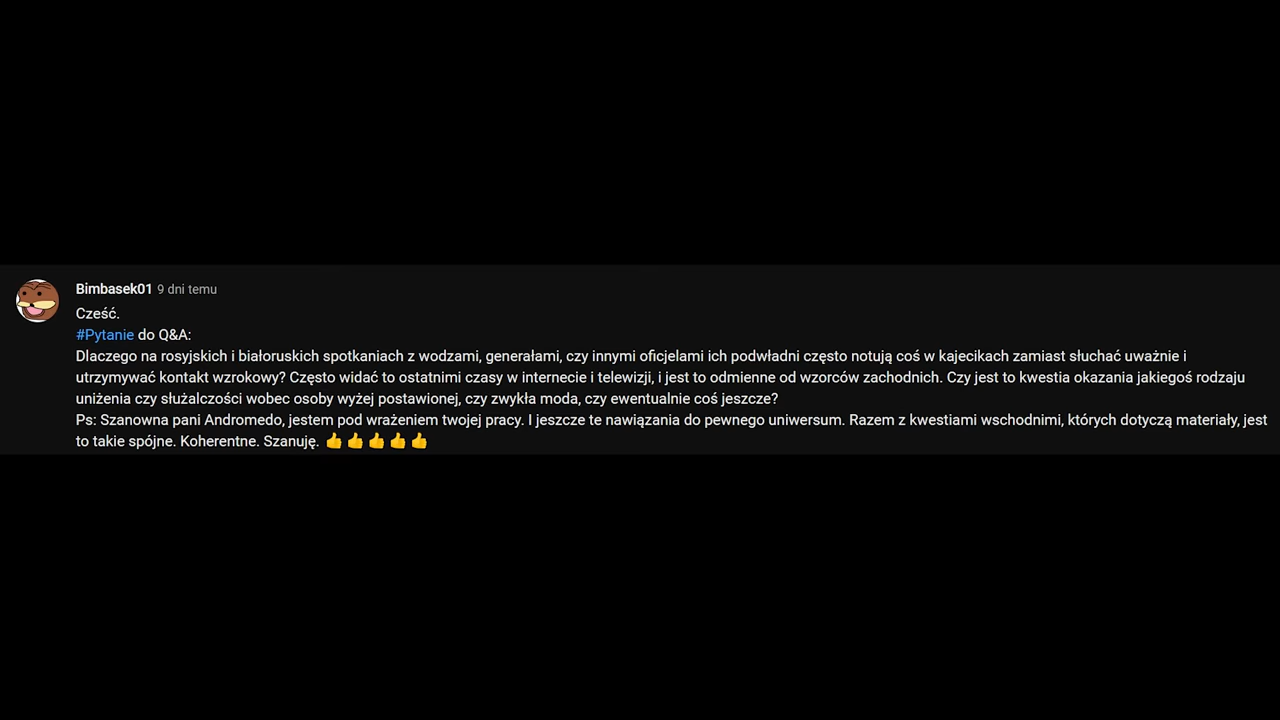 Bimbasek01 9 dni temu
Cześć.
#Pytanie do Q&A:
Dlaczego na rosyjskich i białoruskich spotkaniach z wodzami, generałami, czy innymi oficjelami ich podwładni często notują coś w kajecikach zamiast słuchać uważnie i
utrzymywać kontakt wzrokowy? Często widać to ostatnimi czasy w internecie i telewizji, i jest to odmienne od wzorców zachodnich. Czy jest to kwestia okazania jakiegoś rodzaju
uniżenia czy służalczości wobec osoby wyżej postawionej, czy zwykła moda, czy ewentualnie coś jeszcze?
Ps: Szanowna pani Andromedo, jestem pod wrażeniem twojej pracy. I jeszcze te nawiązania do pewnego uniwersum. Razem z kwestiami wschodnimi, których dotyczą materiały, jest
to takie spójne. Koherentne. Szanuję. 👍👍👍👍👍